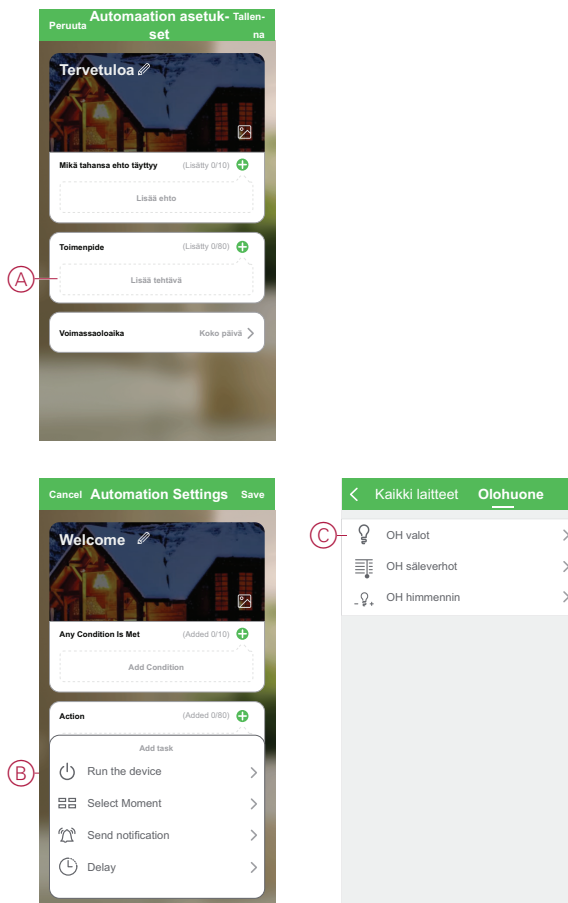 Peruuta Automaation asetuk- Tallen-
set na
Tervetuloa
Mikä tahansa ehto täyttyy (Lisätty 0/10)
Lisää ehto
Toimenpide (Lisätty 0/80)
A
Lisää tehtävä
Voimassaoloaika Koko päivä
Cancel Automation Settings Save
Welcome
Any Condition Is Met (Added 0/10)
Add Condition
Action (Added 0/80)
Add task
B
Run the device
Select Moment
Send notification
Delay
Kaikki laitteet Olohuone
C
OH valot
OH säleverhot
OH himmennin